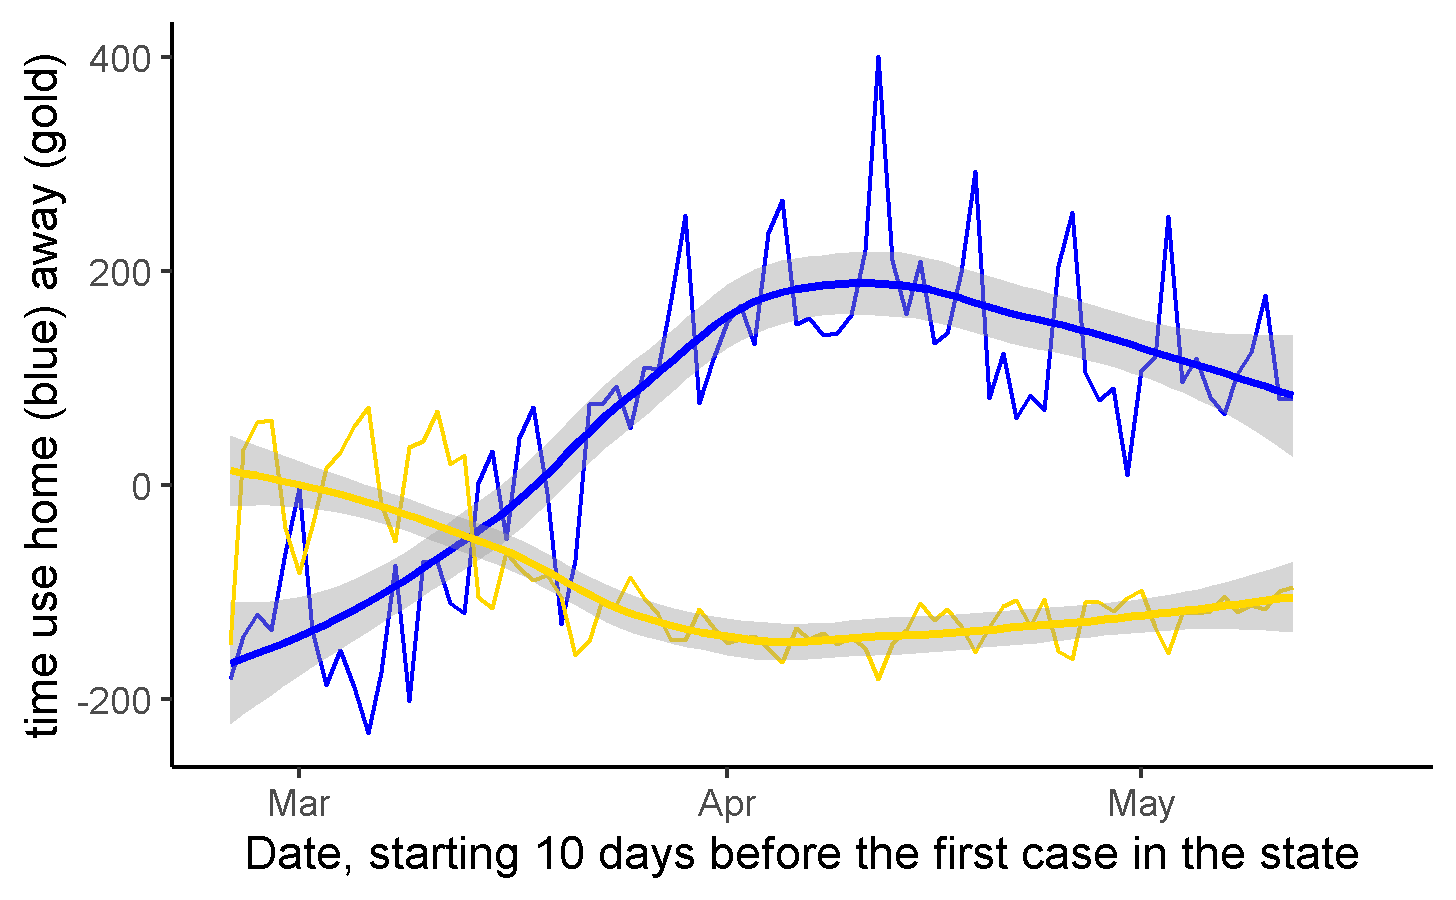 time use home (blue) away (gold)
400
200
0
-200
Mar Apr May
Date, starting 10 days before the first case in the state